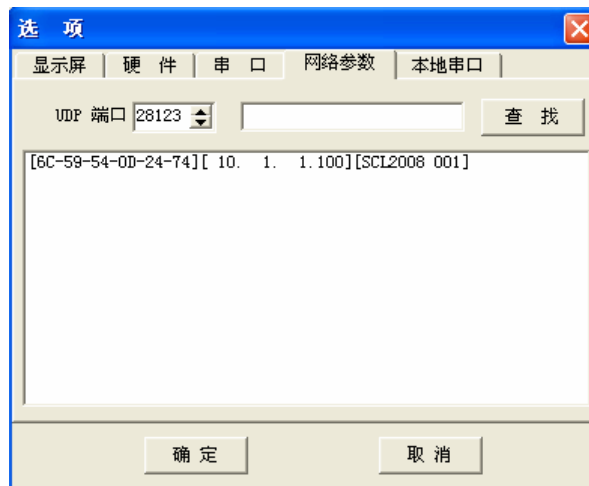 选 项
显示屏 硬 件 串 口 网络参数 本地串口
UDP 端口 28123 查 找
[6C-59-54-0D-24-74][ 10. 1. 1.100][SCL2008 001]
确 定 取 消